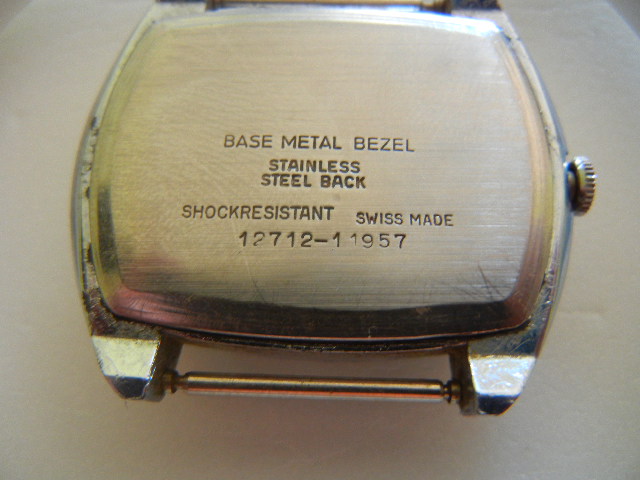 BASE METAL BEZEL
STAINLESS
STEEL BACK
SHOCKRESISTANT SWISS MADE
12712-11957